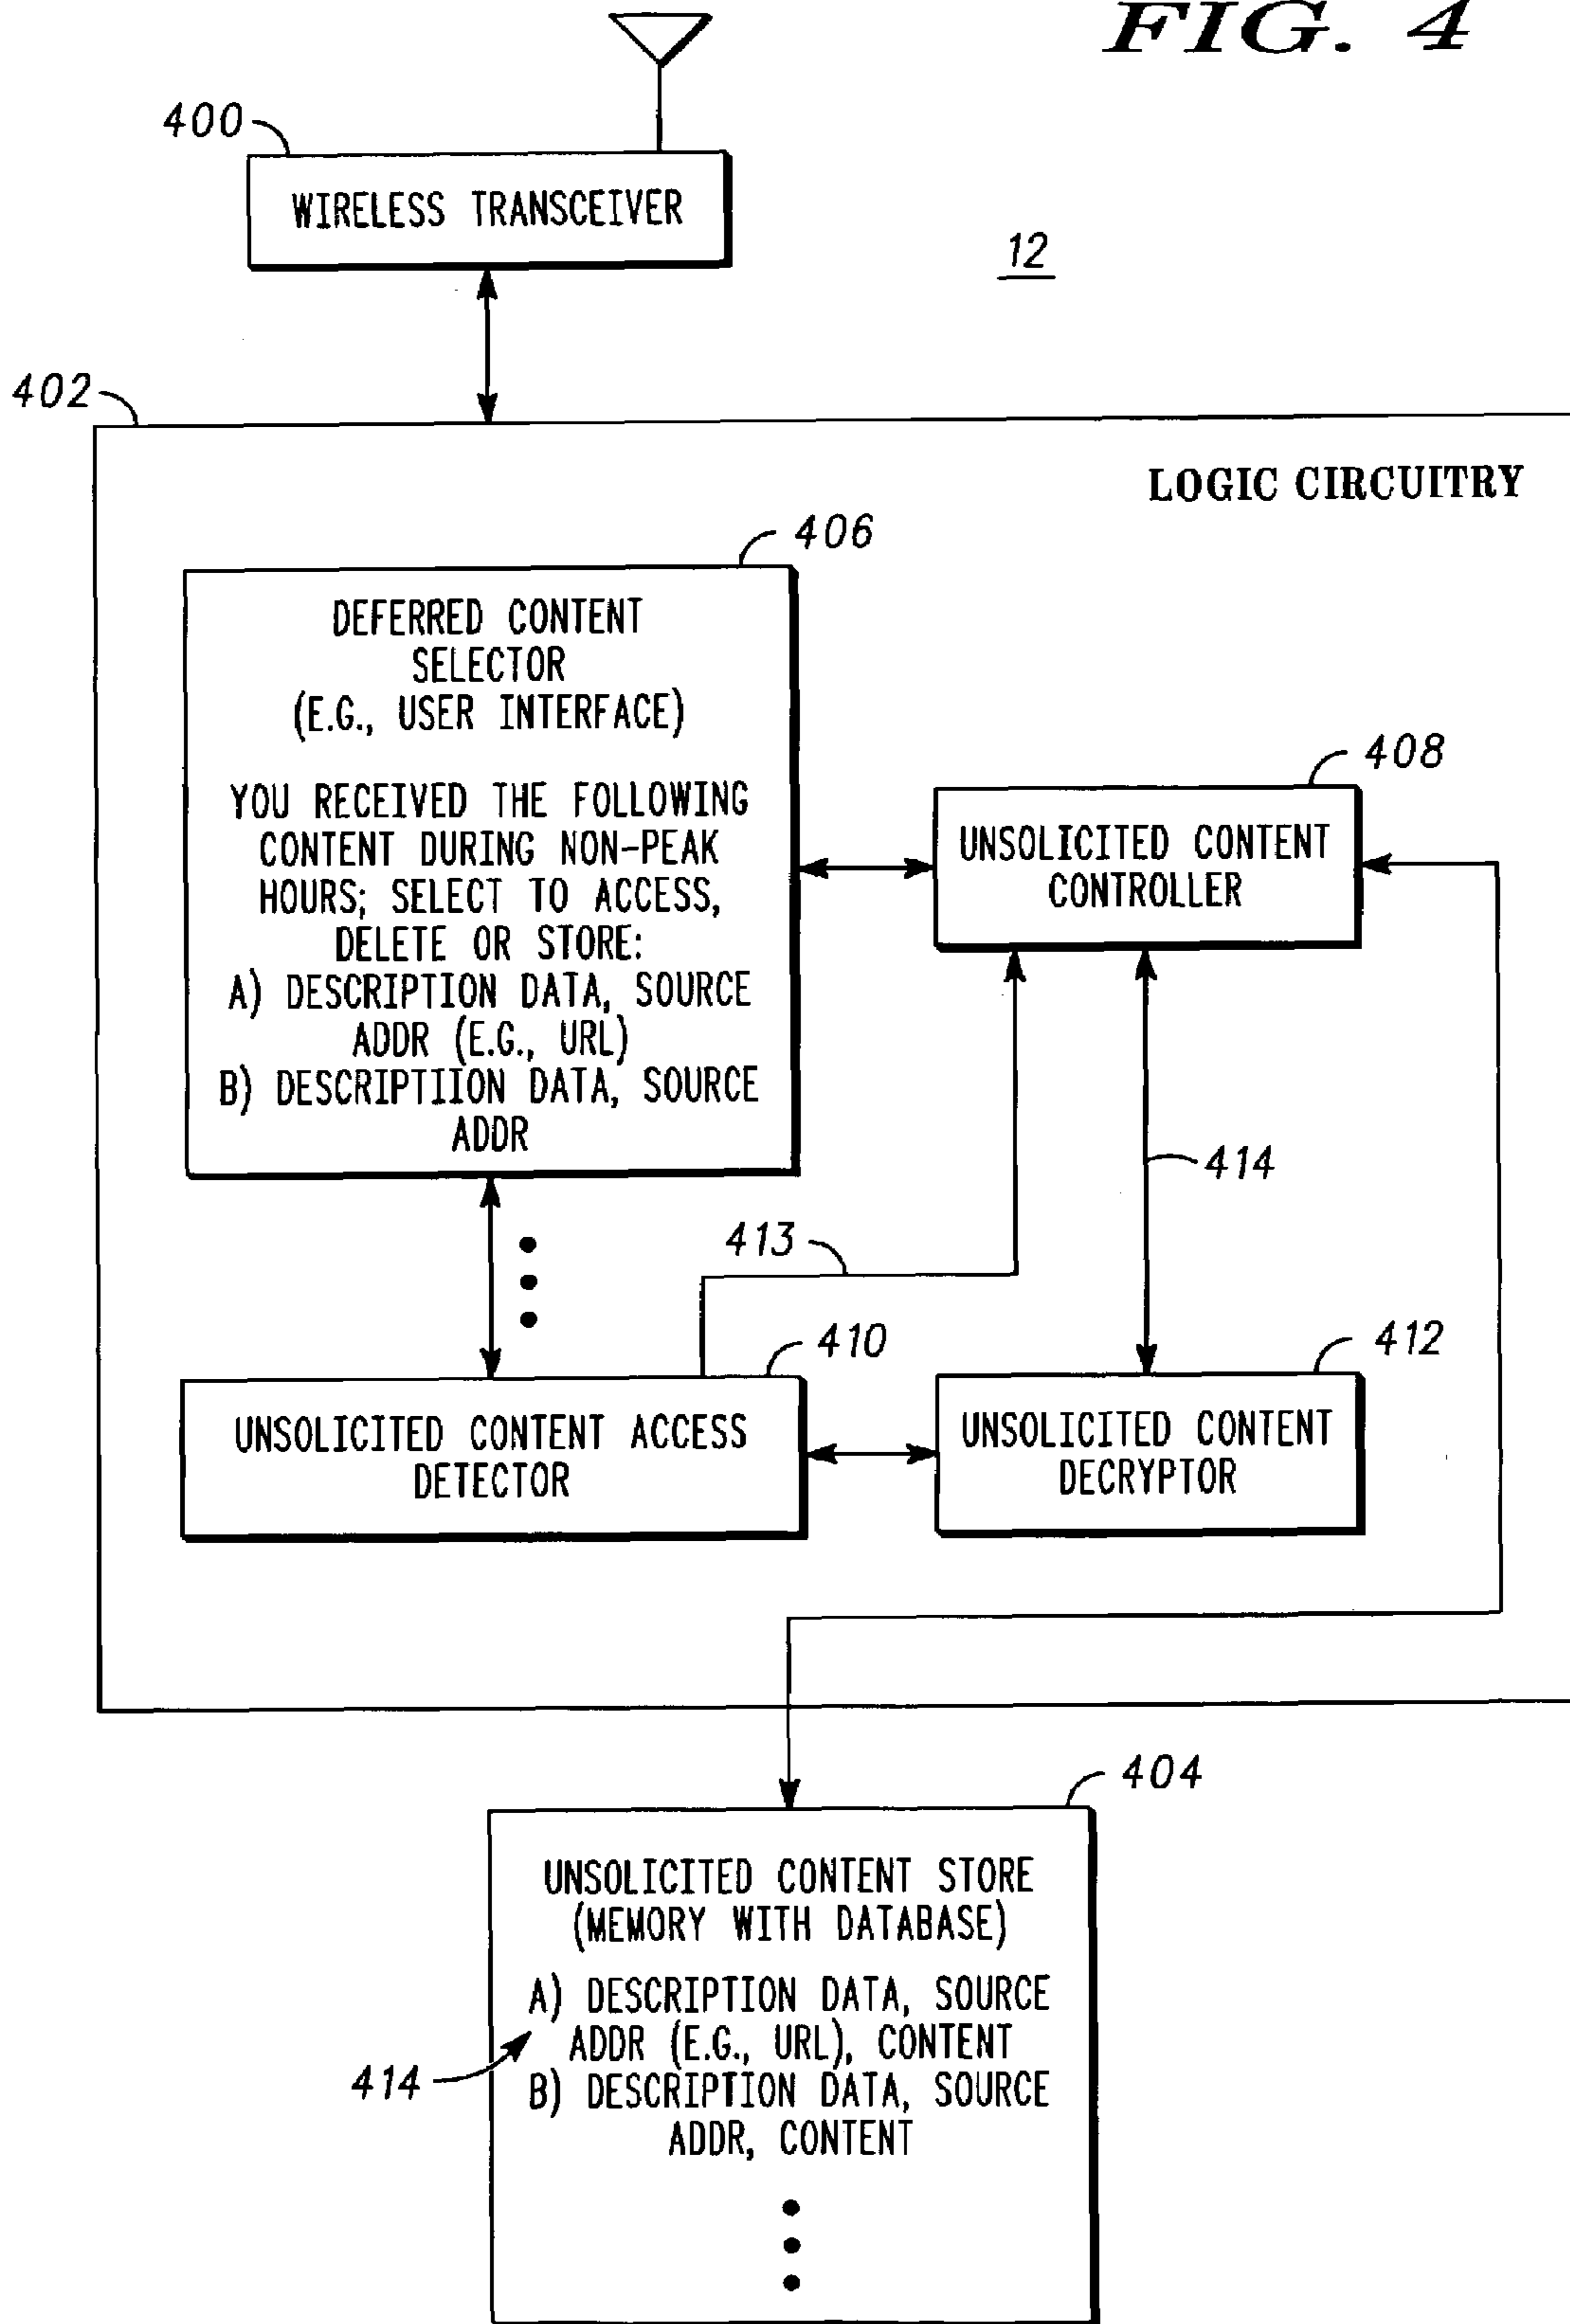 FIG. 4
400
WIRELESS TRANSCEIVER
12
402
LOGIC CIRCUITRY
406
DEFERRED CONTENT
SELECTOR
(E.G., USER INTERFACE)
YOU RECEIVED THE FOLLOWING
CONTENT DURING NON-PEAK
HOURS; SELECT TO ACCESS,
DELETE OR STORE:
A) DESCRIPTION DATA, SOURCE
ADDR (E.G., URL)
B) DESCRIPTIION DATA, SOURCE
ADDR
408
UNSOLICITED CONTENT
CONTROLLER
414
413
410
UNSOLICITED CONTENT ACCESS
DETECTOR
412
UNSOLICITED CONTENT
DECRYPTOR
404
UNSOLICITED CONTENT STORE
(MEMORY WITH DATABASE)
A) DESCRIPTION DATA, SOURCE
ADDR (E.G., URL), CONTENT
414
B) DESCRIPTION DATA, SOURCE
ADDR, CONTENT